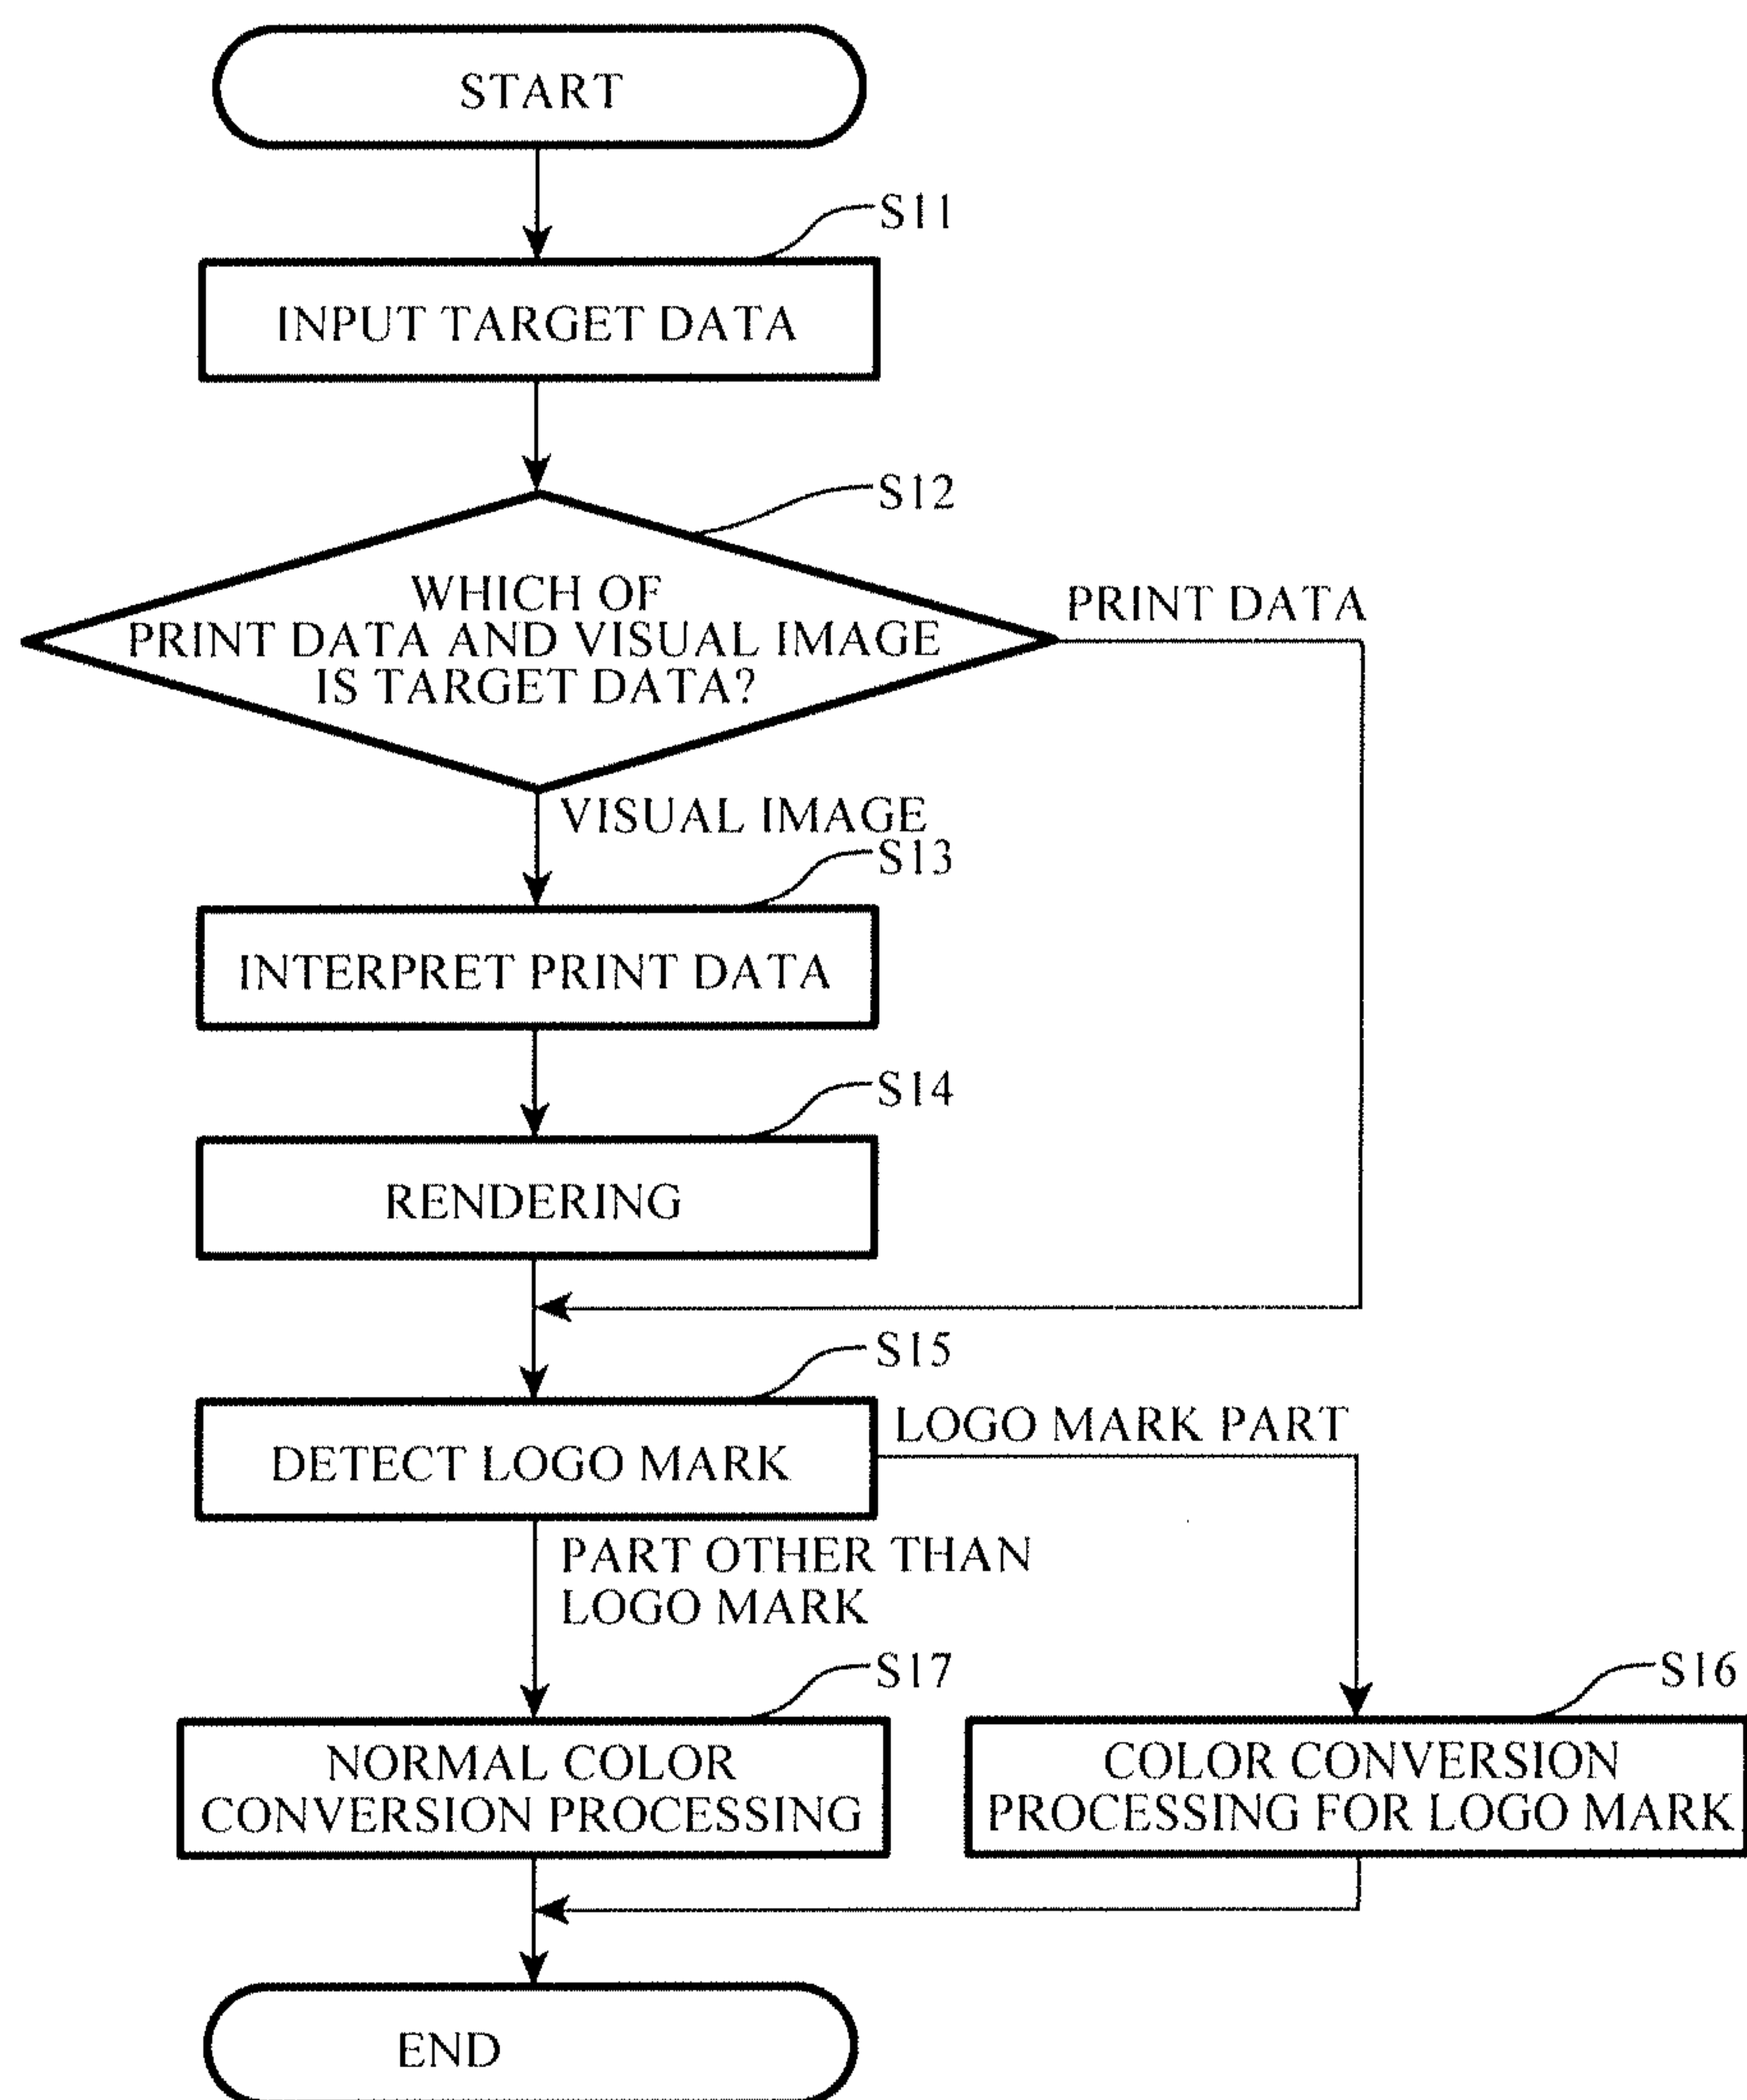 START
S11
INPUT TARGET DATA
S12
WHICH OF
PRINT DATA AND VISUAL IMAGE
IS TARGET DATA?
PRINT DATA
VISUAL IMAGE
S13
INTERPRET PRINT DATA
S14
RENDERING
S15
DETECT LOGO MARK
LOGO MARK PART
PART OTHER THAN
LOGO MARK
S17
NORMAL COLOR
CONVERSION PROCESSING
S16
COLOR CONVERSION
PROCESSING FOR LOGO MARK
END